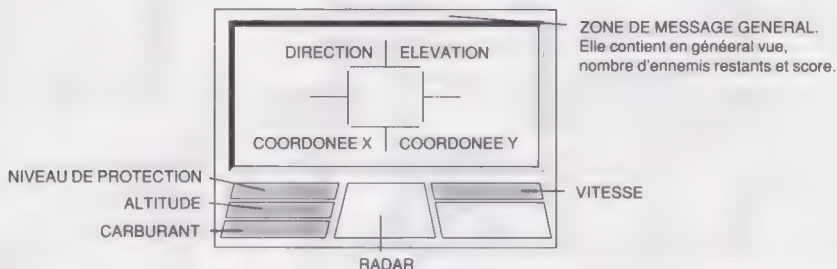 ZONE DE MESSAGE GENERAL.
Elle contient en généeral vue,
nombre d'ennemis restants et score.
DIRECTION ELEVATION
COORDONEE X COORDONEE Y
NIVEAU DE PROTECTION
VITESSE
ALTITUDE
CARBURANT
RADAR